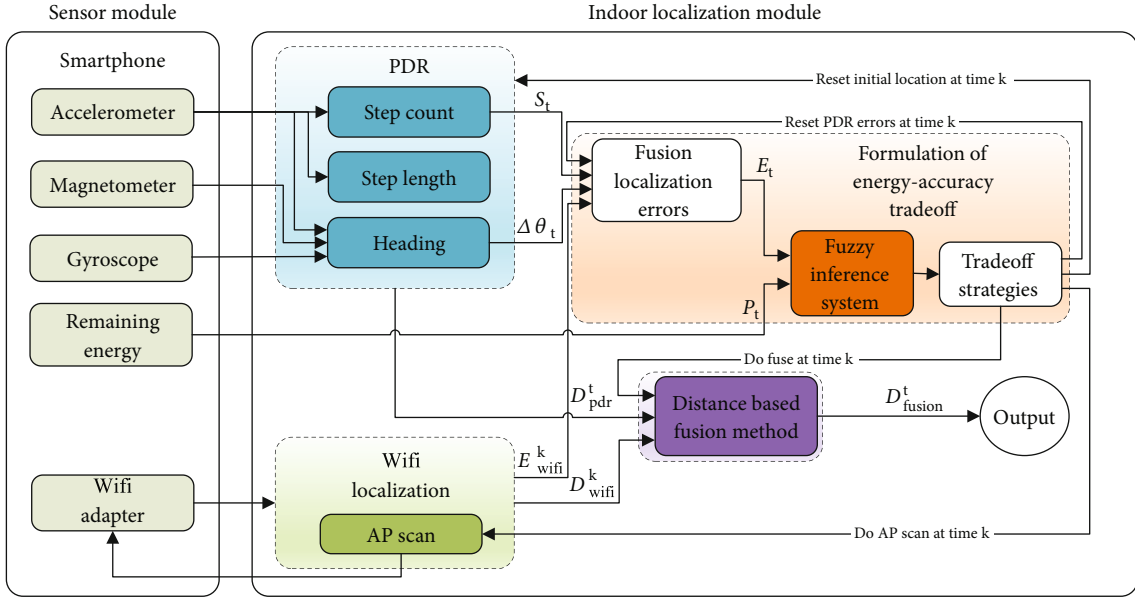 Sensor module
Indoor localization module
Smartphone
Accelerometer
Magnetometer
Gyroscope
Remaining
energy
Wifi
adapter
PDR
Step count
Step length
Heading
S_t
Δθ_t
Reset initial location at time k
Reset PDR errors at time k
Fusion
localization
errors
E_t
Formulation of
energy-accuracy
tradeoff
Fuzzy
inference
system
Tradeoff
strategies
P_t
Do fuse at time k
D^t_pdr
Distance based
fusion method
D^t_fusion
Output
Wifi
localization
AP scan
E^k_wifi
D^k_wifi
Do AP scan at time k